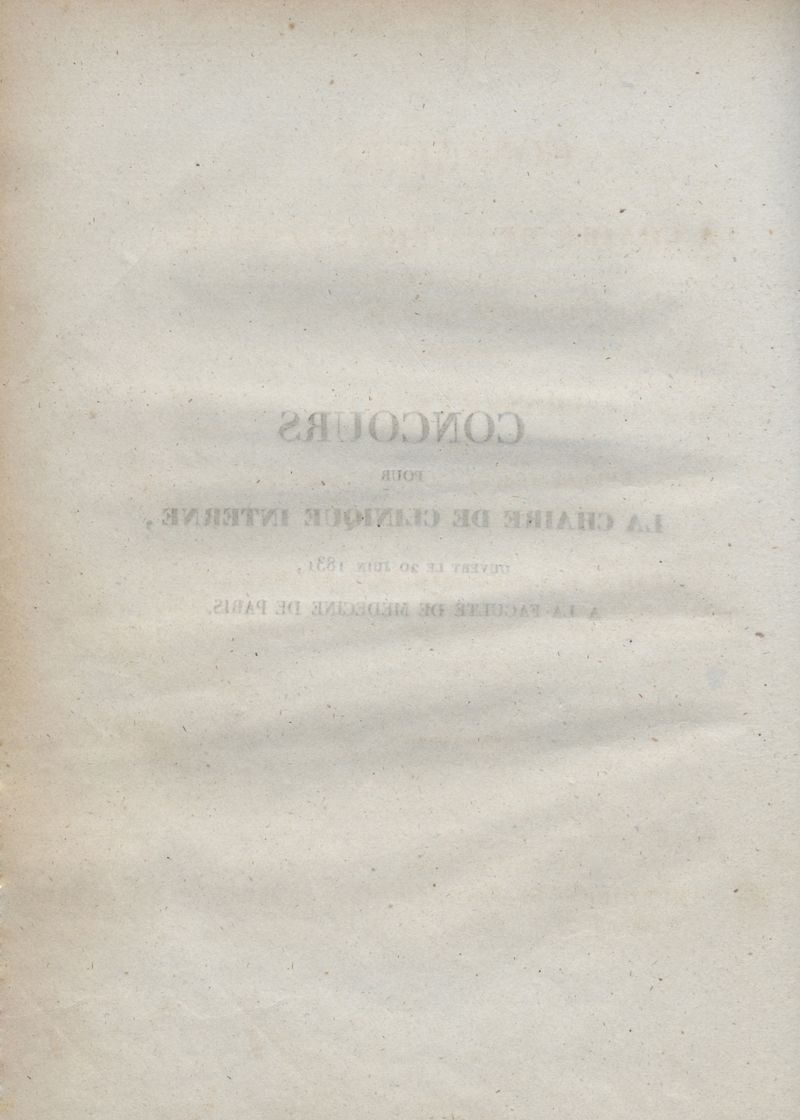 CONCOURS
POUR
LA CHAIRE DE CLINIQUE INTERNE,
OUVERT LE 20 JUIN 1831,
A LA FACULTÉ DE MÉDECINE DE PARIS.